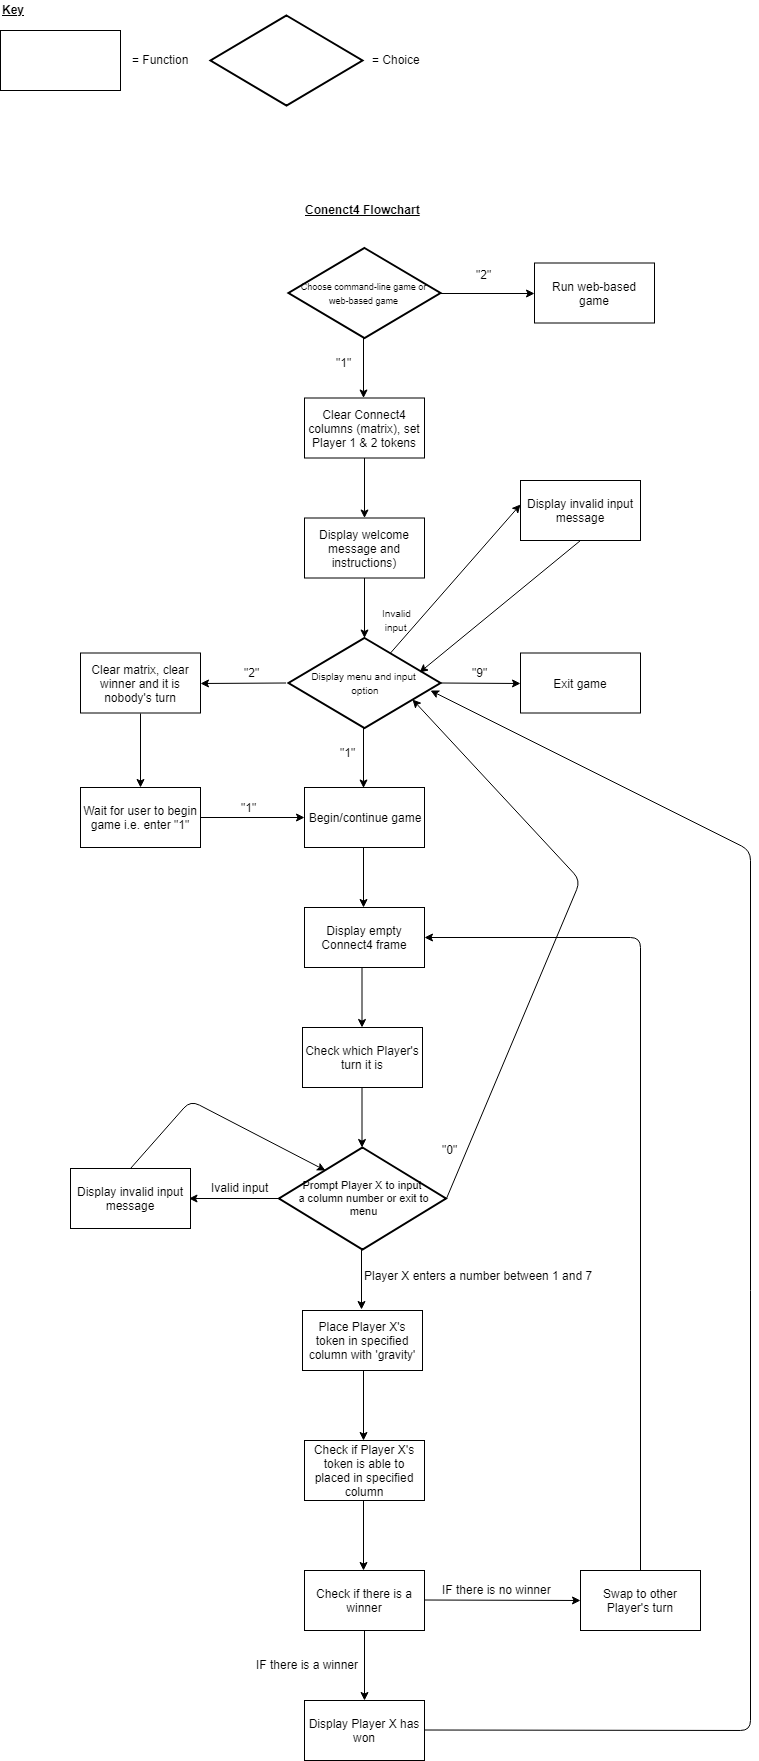 Key
= Function
= Choice
Conenct4 Flowchart
Choose command-line game or
web-based game
"2"
Run web-based
game
"1"
Clear Connect4
columns (matrix), set
Player 1 & 2 tokens
Display invalid input
message
Display welcome
message and
instructions)
Invalid
input
Clear matrix, clear
winner and it is
nobody's turn
"2"
Display menu and input
option
"9"
Exit game
"1"
Wait for user to begin
game i.e. enter "1"
"1"
Begin/continue game
Display empty
Connect4 frame
Check which Player's
turn it is
"0"
Display invalid input
message
Ivalid input
Prompt Player X to input
a column number or exit to
menu
Player X enters a number between 1 and 7
Place Player X's
token in specified
column with 'gravity'
Check if Player X's
token is able to
placed in specified
column
Check if there is a
winner
IF there is no winner
Swap to other
Player's turn
IF there is a winner
Display Player X has
won